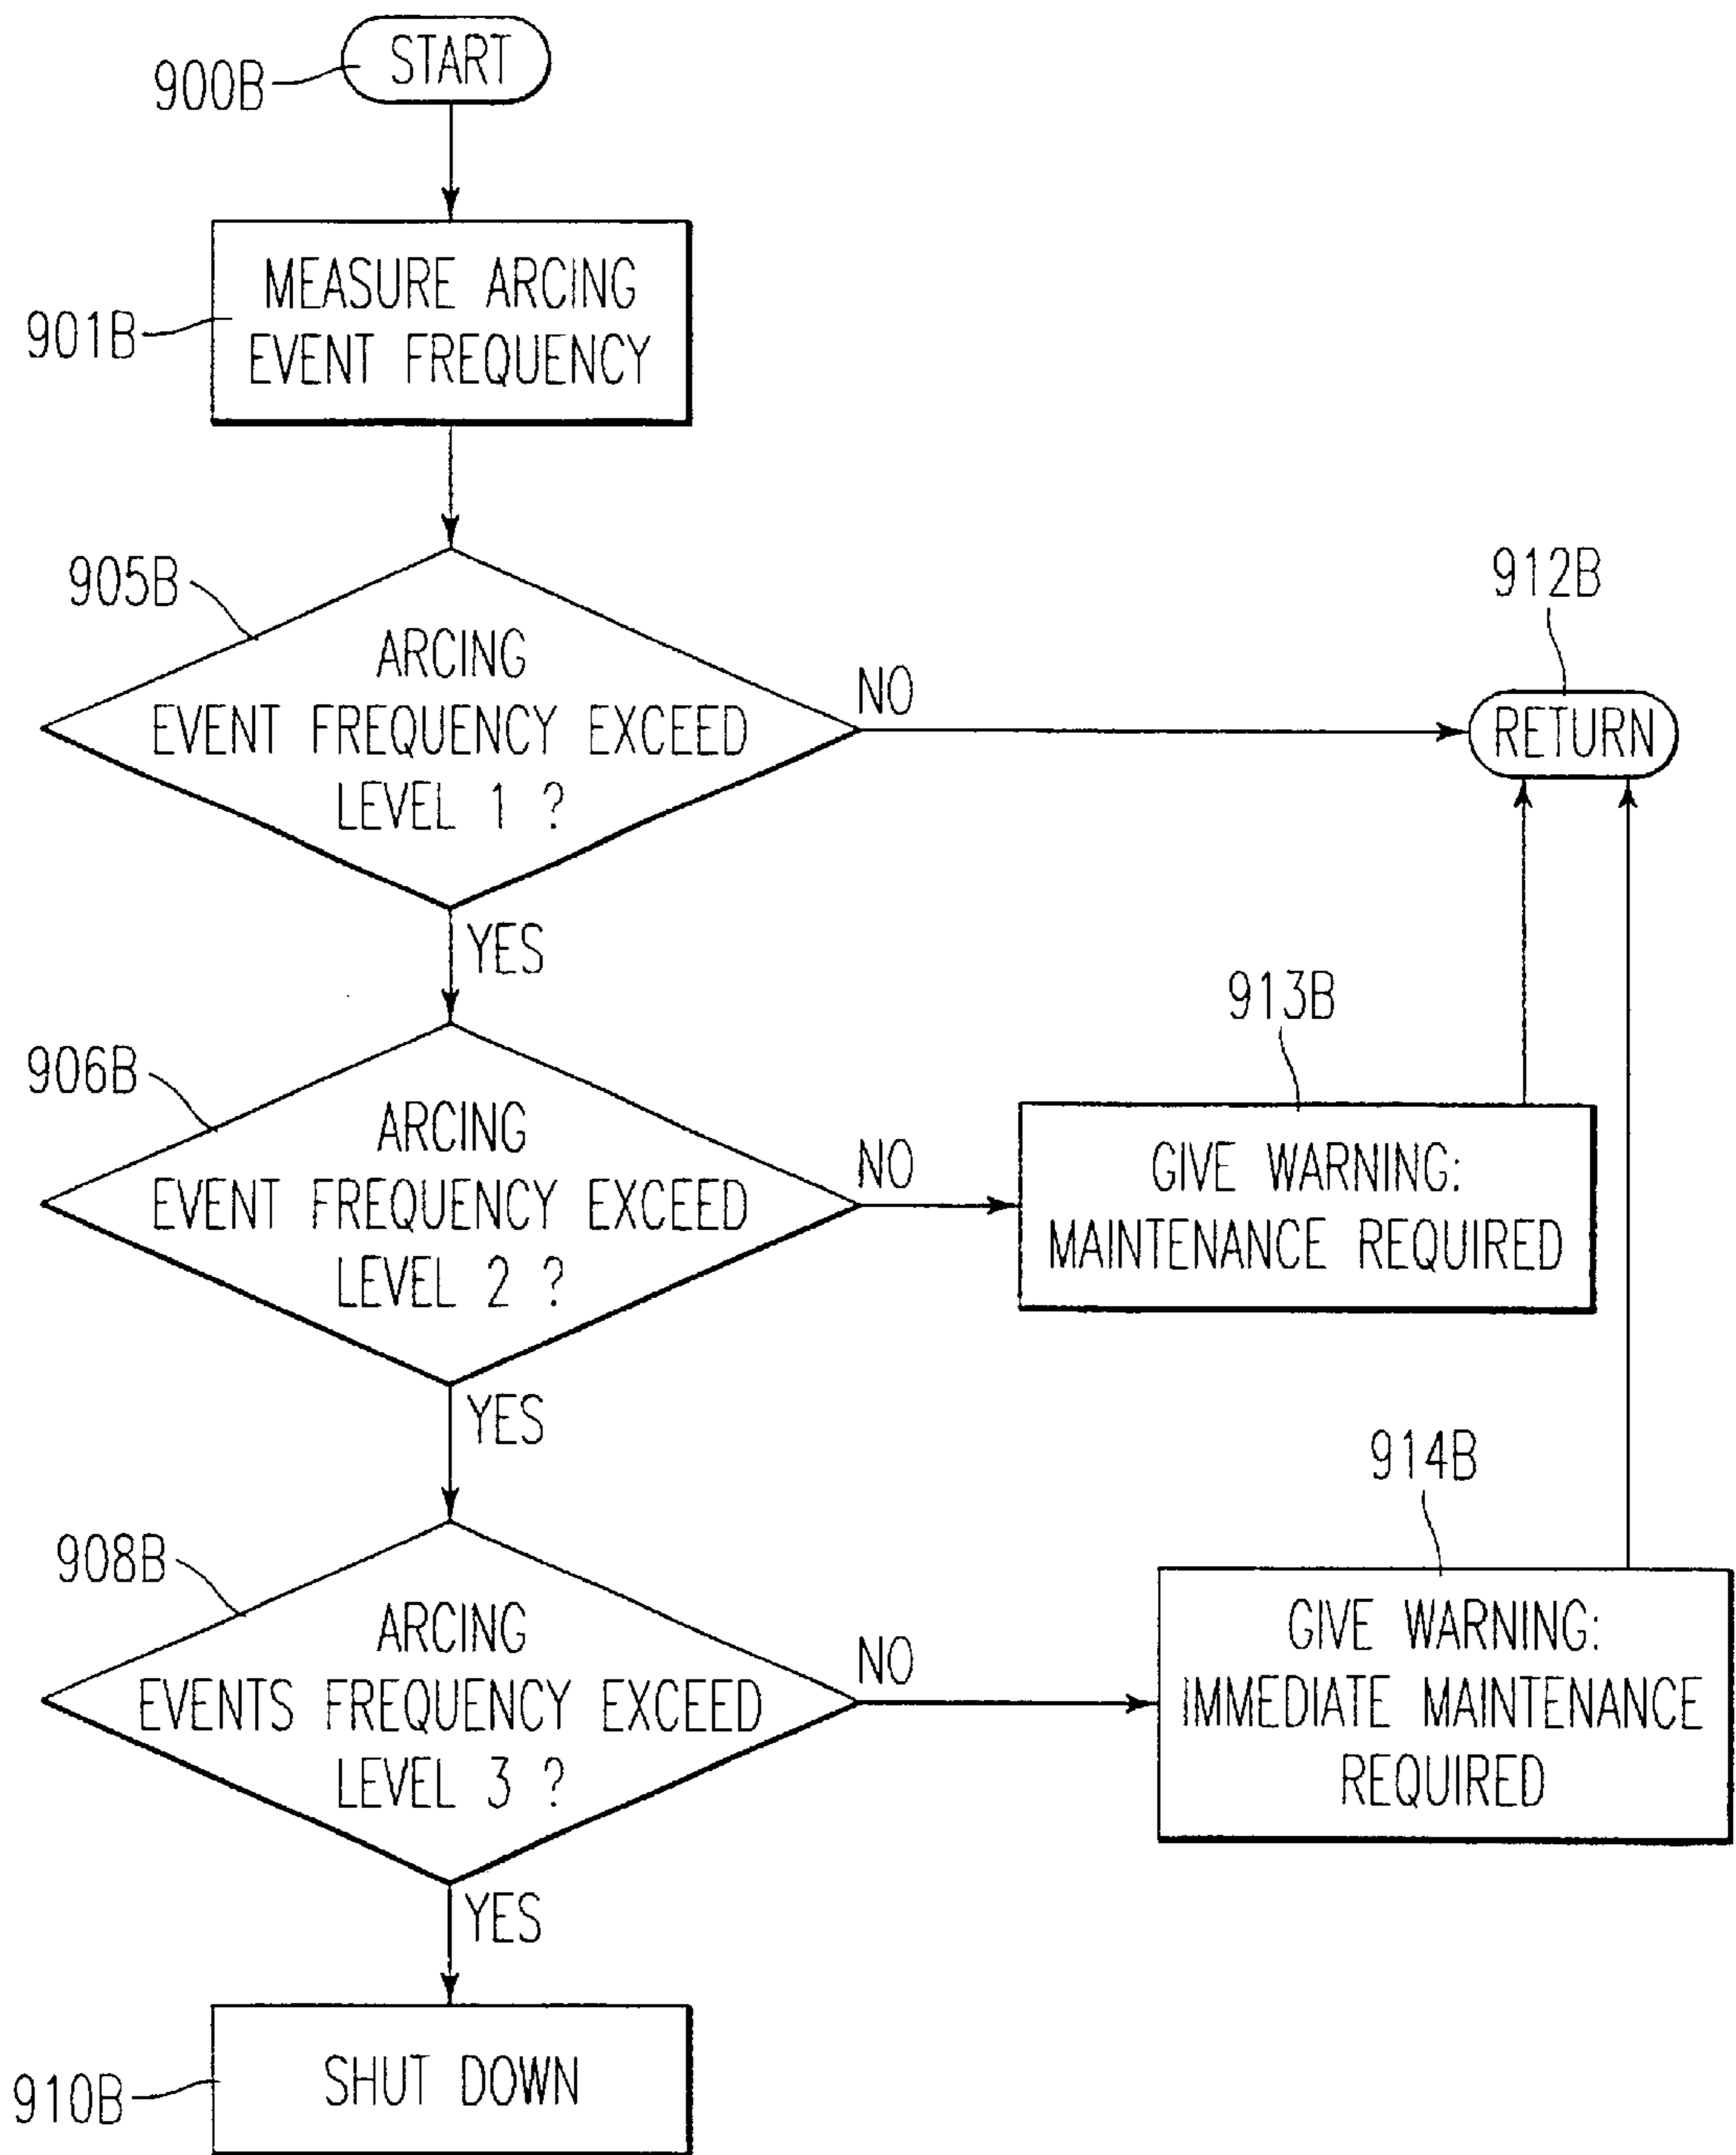 START
900B
MEASURE ARCING
EVENT FREQUENCY
901B
905B
ARCING
EVENT FREQUENCY EXCEED
LEVEL 1 ?
NO
912B
RETURN
YES
906B
ARCING
EVENT FREQUENCY EXCEED
LEVEL 2 ?
NO
913B
GIVE WARNING:
MAINTENANCE REQUIRED
YES
908B
ARCING
EVENTS FREQUENCY EXCEED
LEVEL 3 ?
NO
914B
GIVE WARNING:
IMMEDIATE MAINTENANCE
REQUIRED
YES
SHUT DOWN
910B